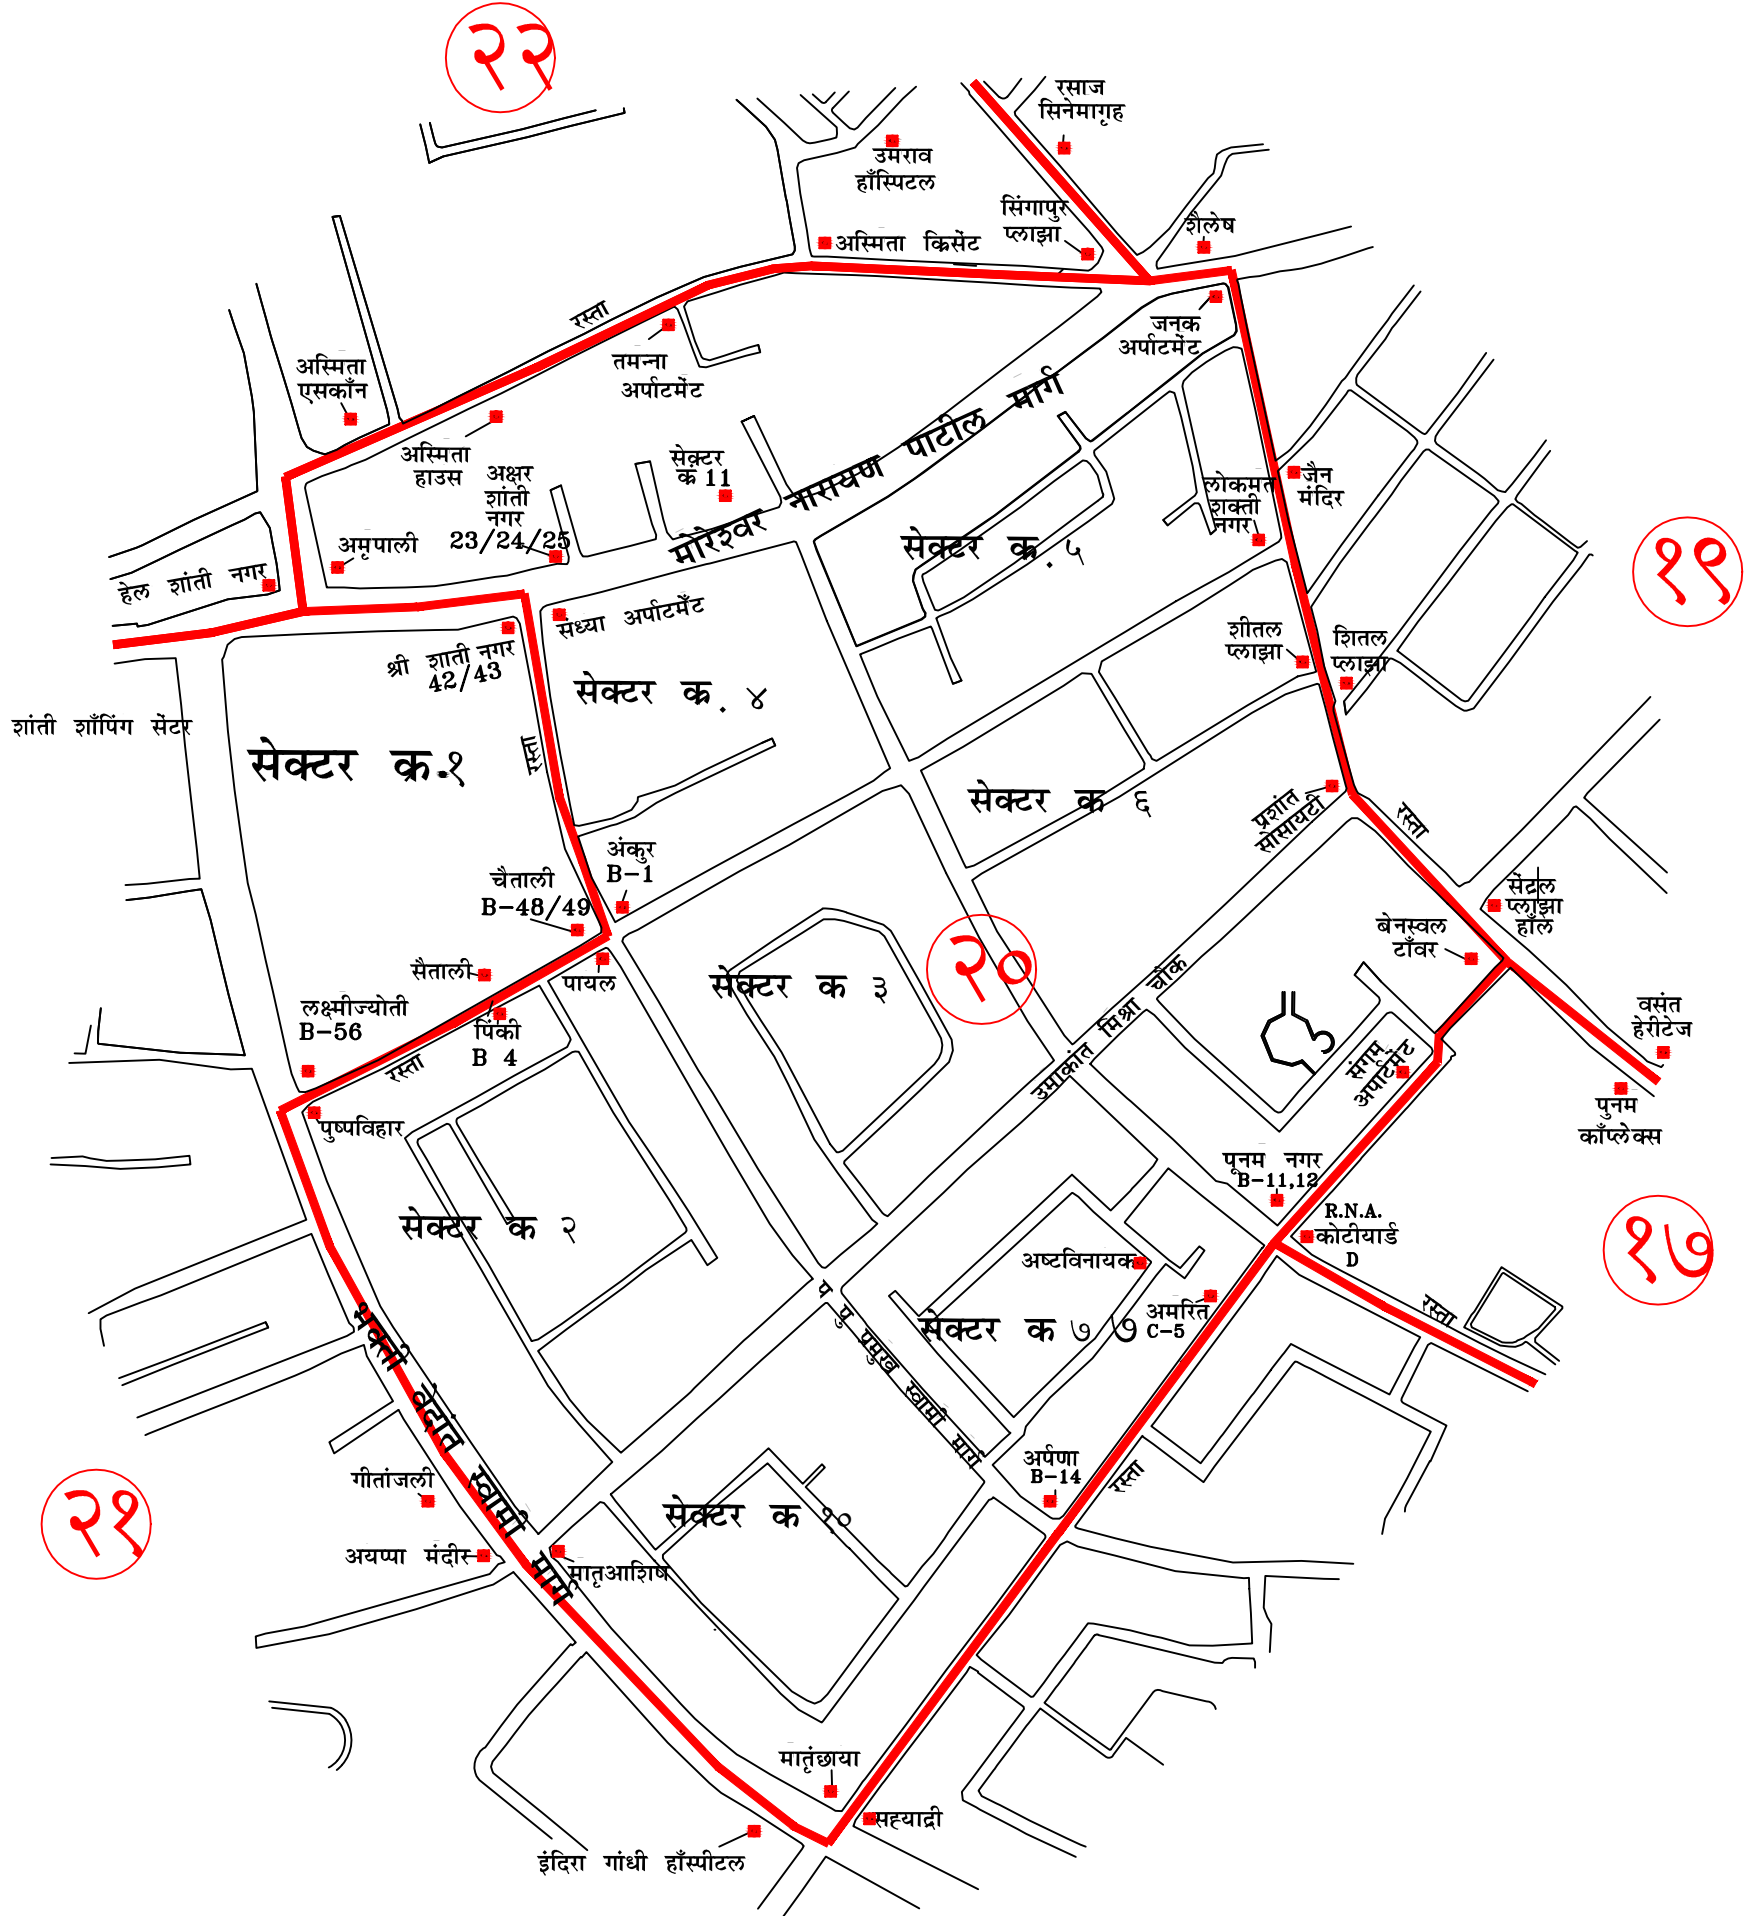 २२
रसाज
सिनेमागृह
उमराव
हॉस्पिटल
सिंगापुर
प्लाझा
शैलेष
अस्मिता क्रिसेंट
रस्ता
जनक
अर्पाटमेंट
तमन्ना
अर्पाटमेंट
अस्मिता
एसकॉन
मोरेश्वर नारायण पाटील मार्ग
अस्मिता
हाउस
अक्षर
शांती
नगर
23/24/25
सेक्टर
क 11
जैन
मंदिर
लोकमत
शक्ती
नगर
अमृपाली
सेक्टर क्र. ५
१९
हेल शांती नगर
संध्या अर्पाटमेंट
श्री शाती नगर
42/43
शीतल
प्लाझा
शितल
प्लाझा
सेक्टर क्र. ४
शांती शॉपिंग सेंटर
सेक्टर क्र.१
रस्ता
सेक्टर क ६
प्रशांत
सोसायटी
रस्ता
अंकुर
B-1
चैताली
B-48/49
सेंट्रल
प्लाझा
हॉल
बेनस्वल
टॉवर
सैताली
पायल
सेक्टर क ३
२०
लक्ष्मीज्योती
B-56
पिंकी
B 4
रस्ता
उमाकांत मिश्रा चौक
संगम
अपार्टमेंट
वसंत
हेरीटेज
पुनम
कॉंप्लेक्स
पुष्पविहार
पूनम नगर
B-11,12
सेक्टर क २
R.N.A.
कोटीयार्ड
D
१७
अष्टविनायक
रस्ता
अमरित
C-5
सेक्टर क ७ ७
प पु प्रमुख स्वामी मार्ग
भक्ती वेदांत स्वामी मार्ग
अर्पणा
B-14
रस्ता
गीतांजली
२१
सेक्टर क १०
अयप्पा मंदीर
मातृआशिष
मातृंछाया
सह्याद्री
इंदिरा गांधी हॉस्पीटल